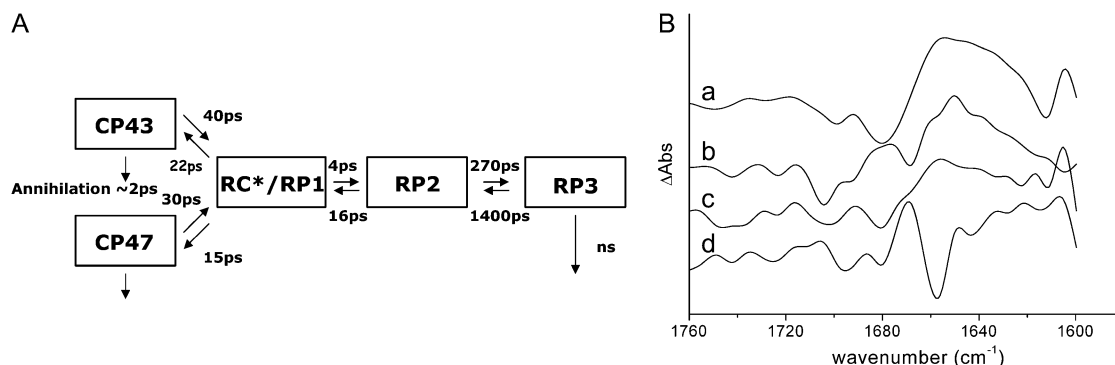 A
B
CP43
40ps
22ps
Annihilation ~2ps
30ps
CP47
15ps
RC*/RP1
4ps
16ps
RP2
270ps
1400ps
RP3
ns
ΔAbs
a
b
c
d
1760 1720 1680 1640 1600
wavenumber (cm⁻¹)